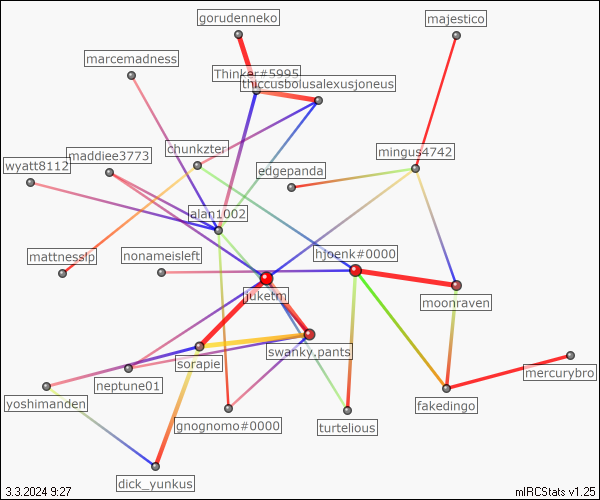 gorudenneko
majestico
marcemadness
Thinker#5995
thiccusbolusalexusjoneus
chunkzter
mingus4742
maddiee3773
wyatt8112
edgepanda
alan1002
mattnesslp
nonameisleft
hjoenk#0000
juketm
moonraven
swanky.pants
sorapie
mercurybro
neptune01
yoshimanden
fakedingo
gnognomo#0000
turtelious
dick_yunkus
3.3.2024 9:27
mIRCStats v1.25